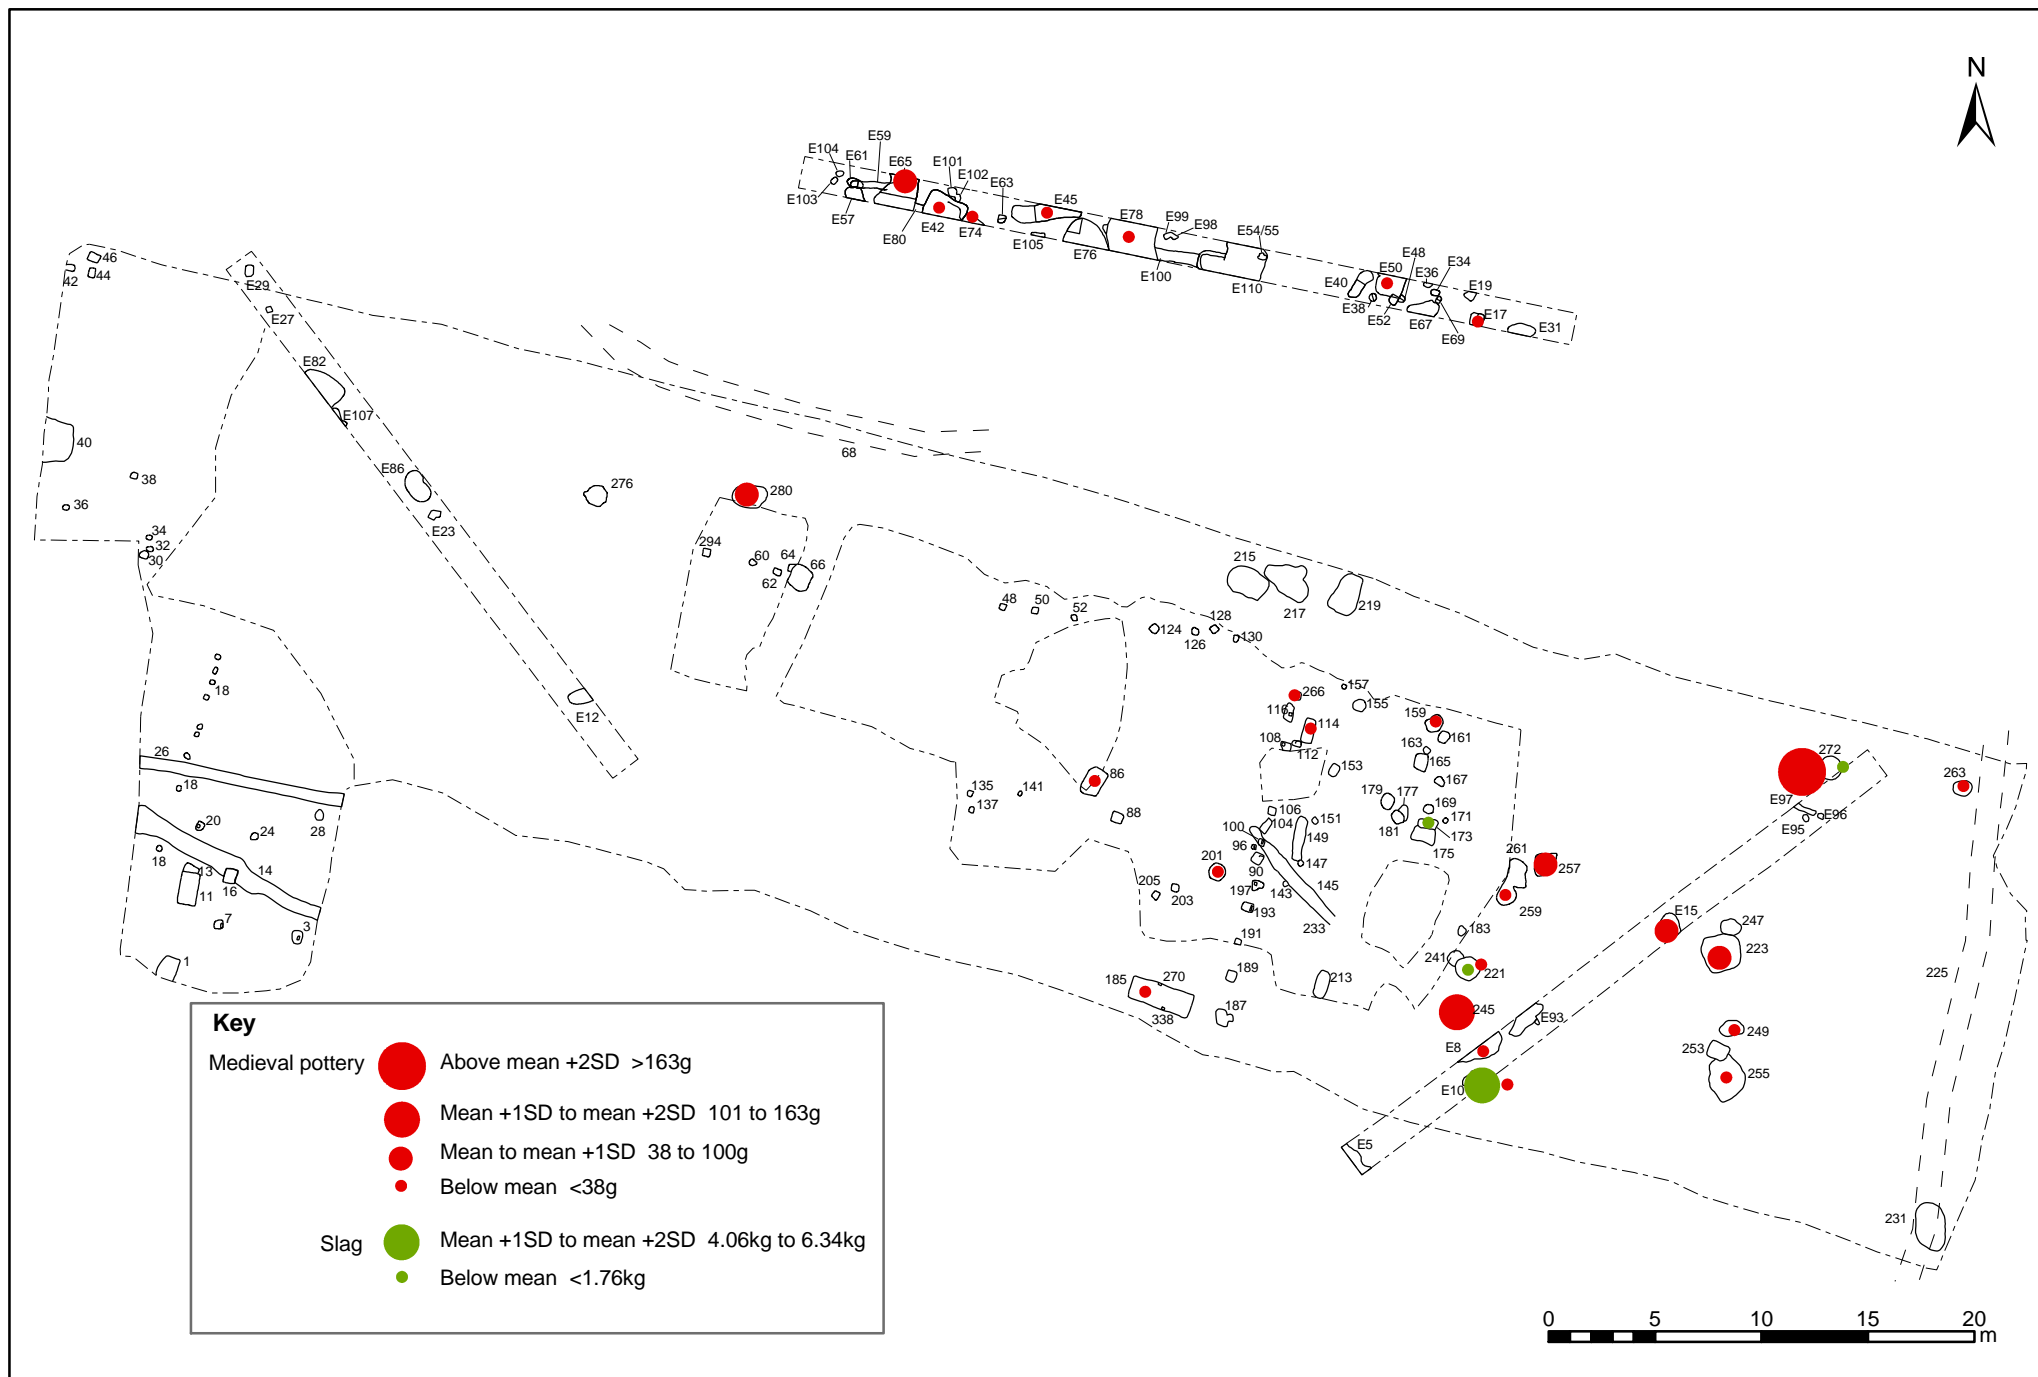 N
E59
E104
E61
E65
E101
E102
E63
E45
E78
E99
E98
E103
E57
E80
E42
E74
E105
E76
E100
E54/55
E110
E48
E50
E36
E34
E40
E19
E38
E52
E67
E17
E69
E31
46
42
44
E29
E27
E82
E107
40
68
38
E86
276
280
36
E23
34
32
30
294
60
64
66
62
215
217
219
48
50
52
124
126
128
130
18
E12
157
266
116
155
114
159
161
26
108
112
163
165
272
153
86
167
263
18
135
141
179
177
E97
137
88
106
169
171
E96
E95
28
20
24
104
151
181
173
100
149
175
18
96
261
147
257
13
14
201
90
11
16
205
203
197
143
145
259
193
E15
247
7
3
233
183
223
191
241
1
189
221
225
185
270
213
338
187
245
E93
249
E8
253
255
E10
E5
231
Key
Medieval pottery
Above mean +2SD >163g
Mean +1SD to mean +2SD 101 to 163g
Mean to mean +1SD 38 to 100g
Below mean <38g
Slag
Mean +1SD to mean +2SD 4.06kg to 6.34kg
Below mean <1.76kg
0 5 10 15 20
m